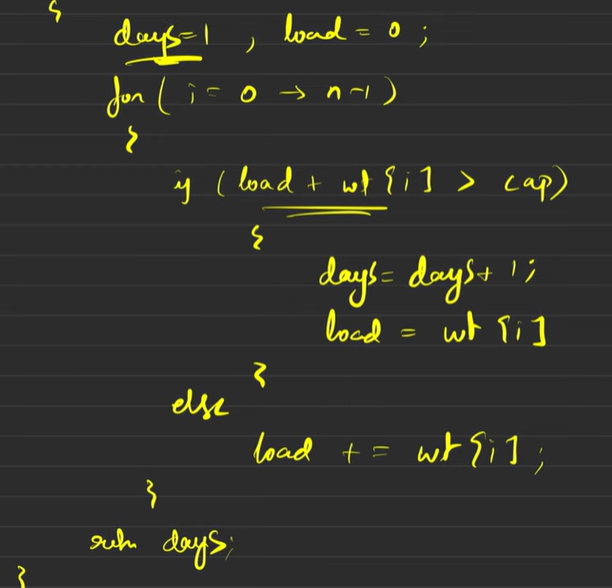 {
days=1 , load = 0 ;
for ( i = 0 → n-1 )
{
if ( load + wt [i] > cap)
{
days= days+ 1;
load = wt [i]
}
else
load += wt [i] ;
}
retn days;
}